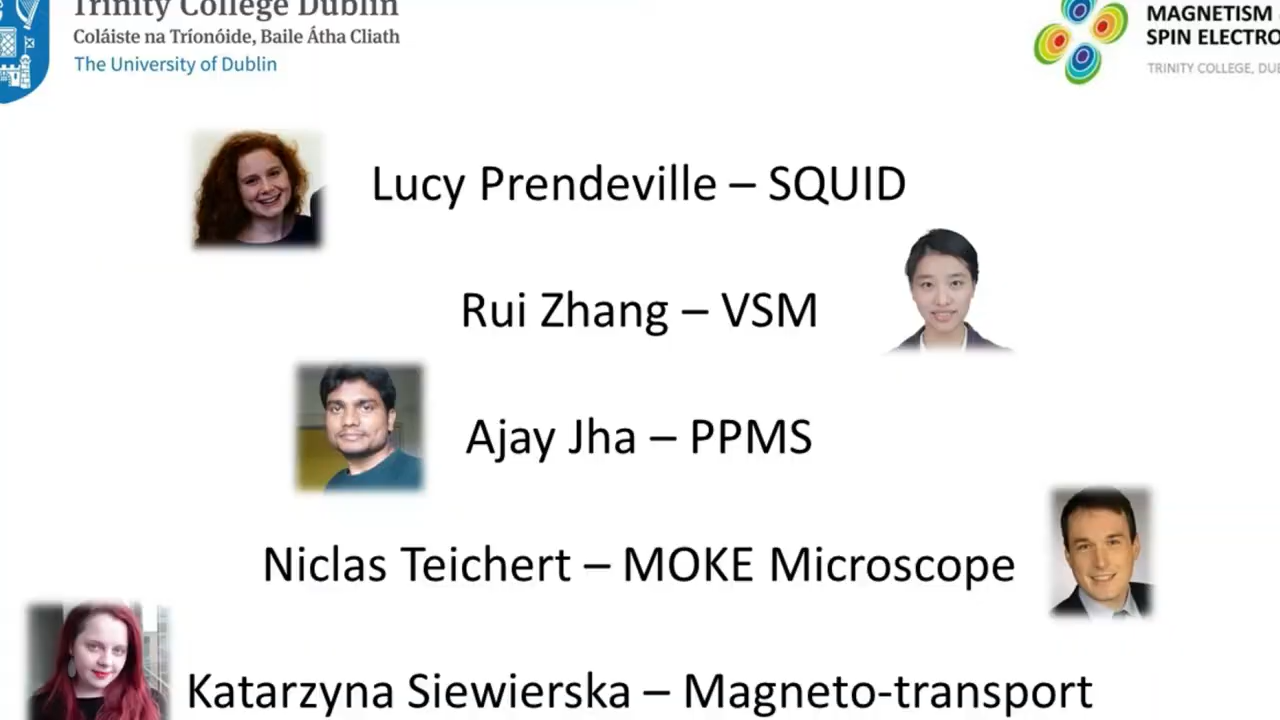 Trinity College Dublin
Coláiste na Tríonóide, Baile Átha Cliath
The University of Dublin
MAGNETISM
SPIN ELECTRO
TRINITY COLLEGE, DU
Lucy Prendeville – SQUID
Rui Zhang – VSM
Ajay Jha – PPMS
Niclas Teichert – MOKE Microscope
Katarzyna Siewierska – Magneto-transport